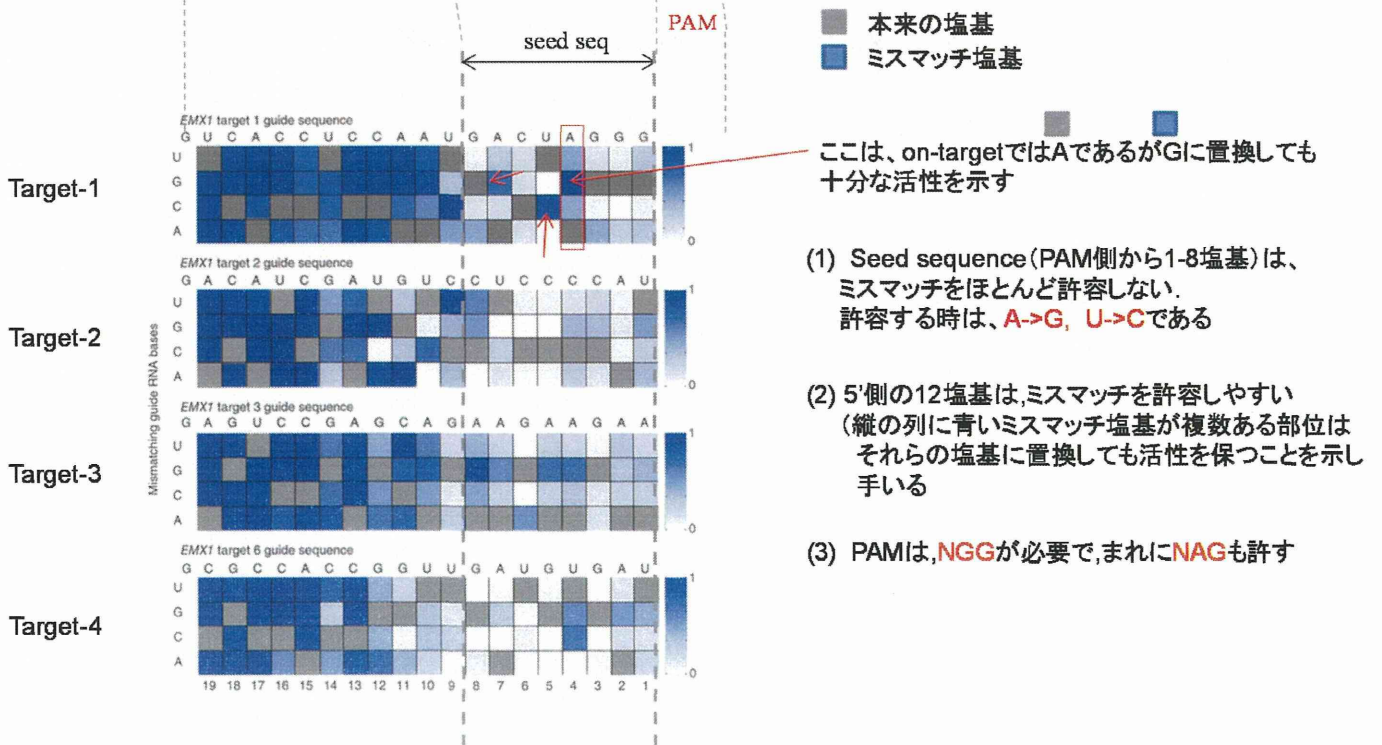 PAM
seed seq
本来の塩基
ミスマッチ塩基
EMX1 target 1 guide sequence
G U C A C C U C C A A U G A C U A G G G
U
G
C
A
1
0
Target-1
ここは、on-targetではAであるがGに置換しても
十分な活性を示す
EMX1 target 2 guide sequence
G A C A U C G A U G U C C U C C C C A U
U
G
C
A
1
0
Target-2
(1) Seed sequence(PAM側から1-8塩基)は、
ミスマッチをほとんど許容しない.
許容する時は、A->G, U->Cである
Mismatching guide RNA bases
EMX1 target 3 guide sequence
G A G U C C G A G C A G A A G A A G A A
U
G
C
A
1
0
Target-3
(2) 5'側の12塩基は,ミスマッチを許容しやすい
(縦の列に青いミスマッチ塩基が複数ある部位は
それらの塩基に置換しても活性を保つことを示し
手いる
EMX1 target 6 guide sequence
G C G C C A C C G G U U G A U G U G A U
U
G
C
A
1
0
Target-4
(3) PAMは,NGGが必要で,まれにNAGも許す
19 18 17 16 15 14 13 12 11 10 9 8 7 6 5 4 3 2 1